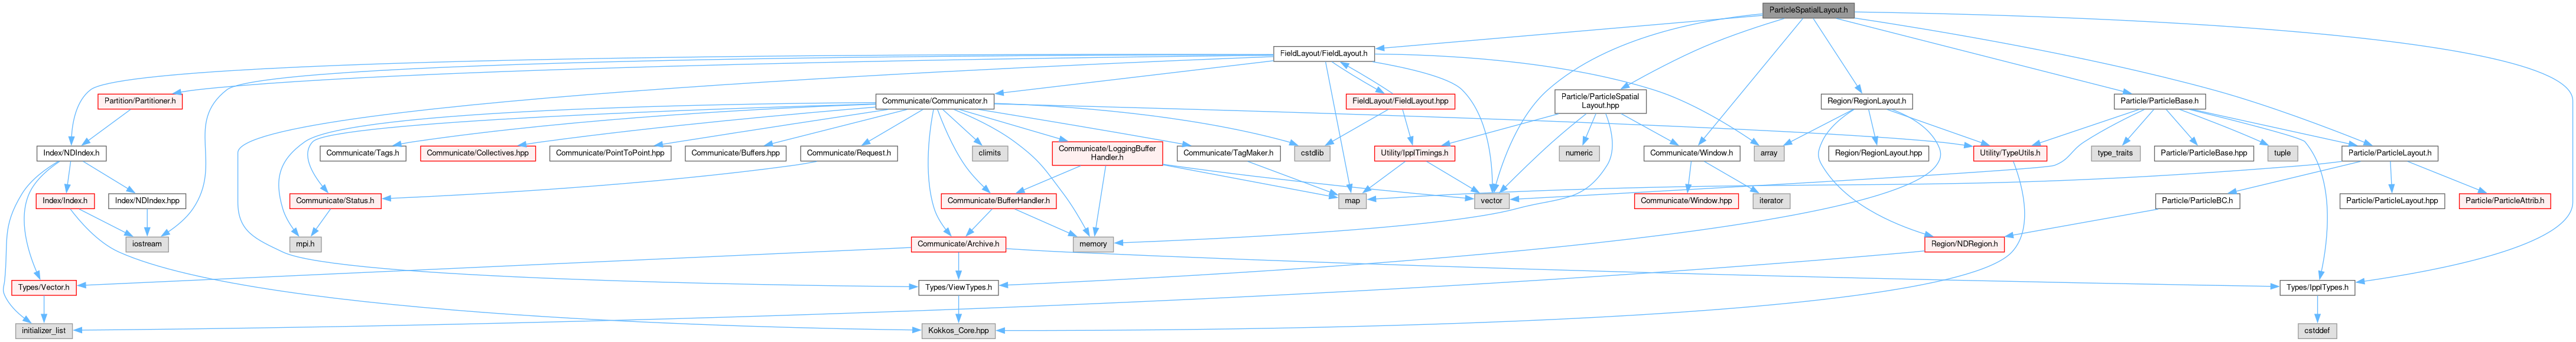 ParticleSpatialLayout.h
FieldLayout/FieldLayout.h
Partition/Partitioner.h
Communicate/Communicator.h
FieldLayout/FieldLayout.hpp
Particle/ParticleSpatial
Layout.hpp
Region/RegionLayout.h
Particle/ParticleBase.h
Index/NDIndex.h
Communicate/Tags.h
Communicate/Collectives.hpp
Communicate/PointToPoint.hpp
Communicate/Buffers.hpp
Communicate/Request.h
climits
Communicate/LoggingBuffer
Handler.h
Communicate/TagMaker.h
cstdlib
Utility/IpplTimings.h
numeric
Communicate/Window.h
array
Region/RegionLayout.hpp
Utility/TypeUtils.h
type_traits
Particle/ParticleBase.hpp
tuple
Particle/ParticleLayout.h
Index/Index.h
Index/NDIndex.hpp
Communicate/Status.h
Communicate/BufferHandler.h
map
vector
Communicate/Window.hpp
iterator
Particle/ParticleBC.h
Particle/ParticleLayout.hpp
Particle/ParticleAttrib.h
iostream
mpi.h
Communicate/Archive.h
memory
Region/NDRegion.h
Types/Vector.h
Types/ViewTypes.h
Types/IpplTypes.h
initializer_list
Kokkos_Core.hpp
cstddef